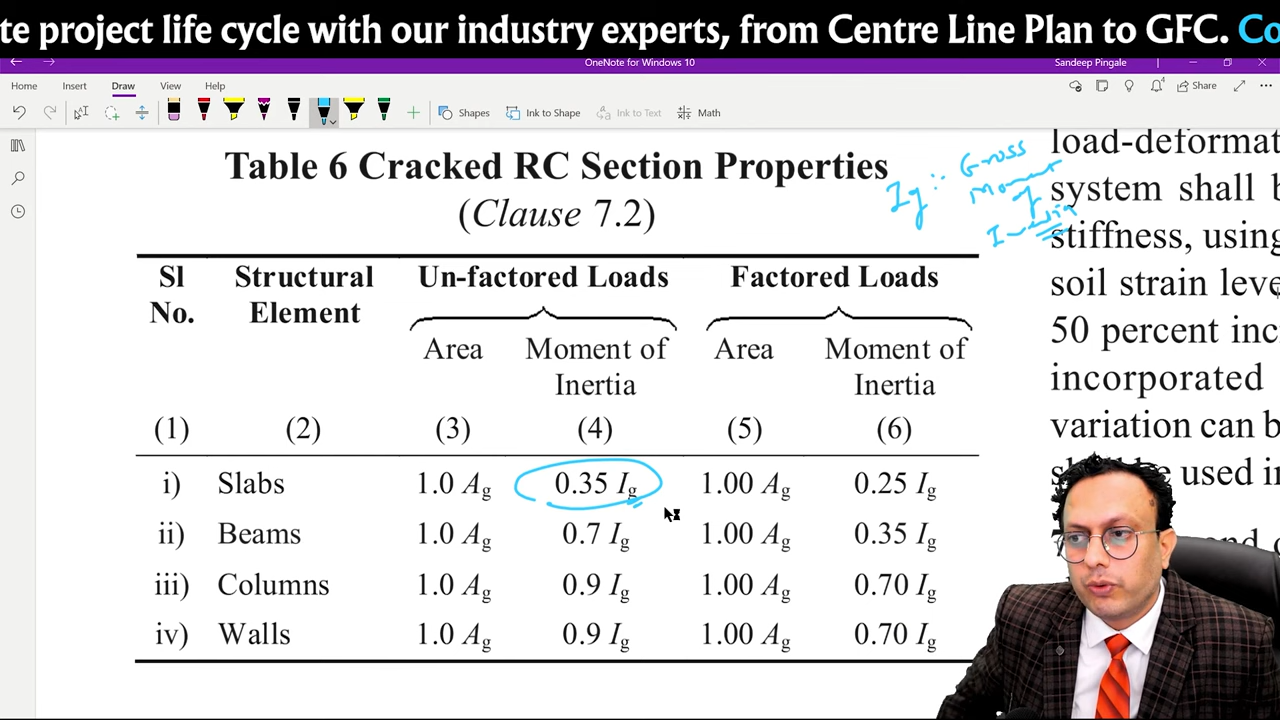 te project life cycle with our industry experts, from Centre Line Plan to GFC. Co
OneNote for Windows 10
Sandeep Pingale
Home Insert Draw View Help
Share
Shapes Ink to Shape Ink to Text Math
Table 6 Cracked RC Section Properties
(Clause 7.2)
Ig :- Gross
Moment
of
Inertia
Sl No. Structural Element Un-factored Loads Factored Loads
Area Moment of Inertia Area Moment of Inertia
(1) (2) (3) (4) (5) (6)
i) Slabs 1.0 Ag 0.35 Ig 1.00 Ag 0.25 Ig
ii) Beams 1.0 Ag 0.7 Ig 1.00 Ag 0.35 Ig
iii) Columns 1.0 Ag 0.9 Ig 1.00 Ag 0.70 Ig
iv) Walls 1.0 Ag 0.9 Ig 1.00 Ag 0.70 Ig
load-deformat
system shall b
stiffness, using
soil strain leve
50 percent inc
incorporated
variation can b
be used in